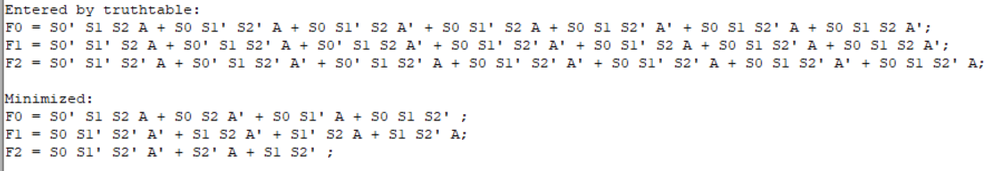 Entered by truthtable:
F0 = S0' S1 S2 A + S0 S1' S2' A + S0 S1' S2 A' + S0 S1' S2 A + S0 S1 S2' A' + S0 S1 S2' A + S0 S1 S2 A';
F1 = S0' S1' S2 A + S0' S1 S2' A + S0' S1 S2 A' + S0 S1' S2' A' + S0 S1' S2 A + S0 S1 S2' A + S0 S1 S2 A';
F2 = S0' S1' S2' A + S0' S1 S2' A' + S0' S1 S2' A + S0 S1' S2' A' + S0 S1' S2' A + S0 S1 S2' A' + S0 S1 S2' A;
Minimized:
F0 = S0' S1 S2 A + S0 S2 A' + S0 S1' A + S0 S1 S2' ;
F1 = S0 S1' S2' A' + S1 S2 A' + S1' S2 A + S1 S2' A;
F2 = S0 S1' S2' A' + S2' A + S1 S2' ;